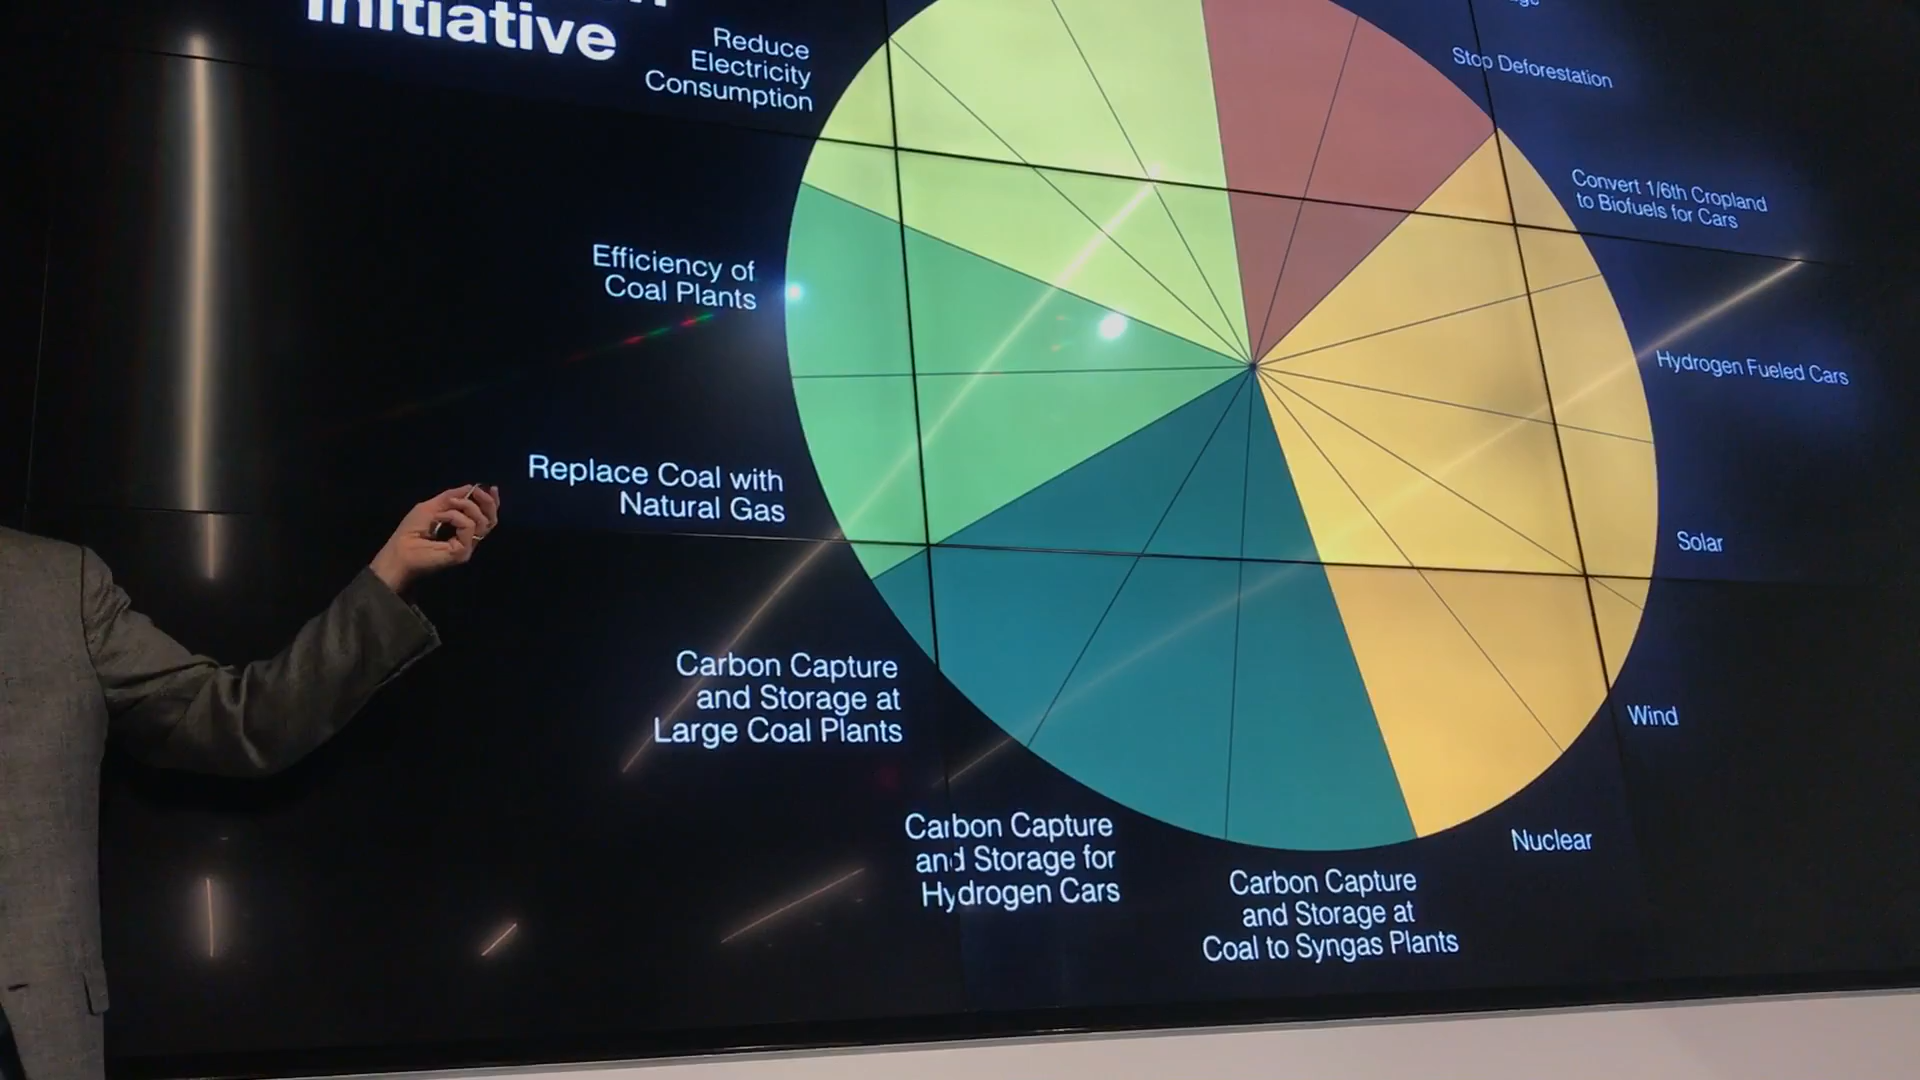 Initiative
Reduce
Electricity
Consumption
Efficiency of
Coal Plants
Replace Coal with
Natural Gas
Carbon Capture
and Storage at
Large Coal Plants
Carbon Capture
and Storage for
Hydrogen Cars
Carbon Capture
and Storage at
Coal to Syngas Plants
Nuclear
Wind
Solar
Hydrogen Fueled Cars
Convert 1/6th Cropland
to Biofuels for Cars
Stop Deforestation